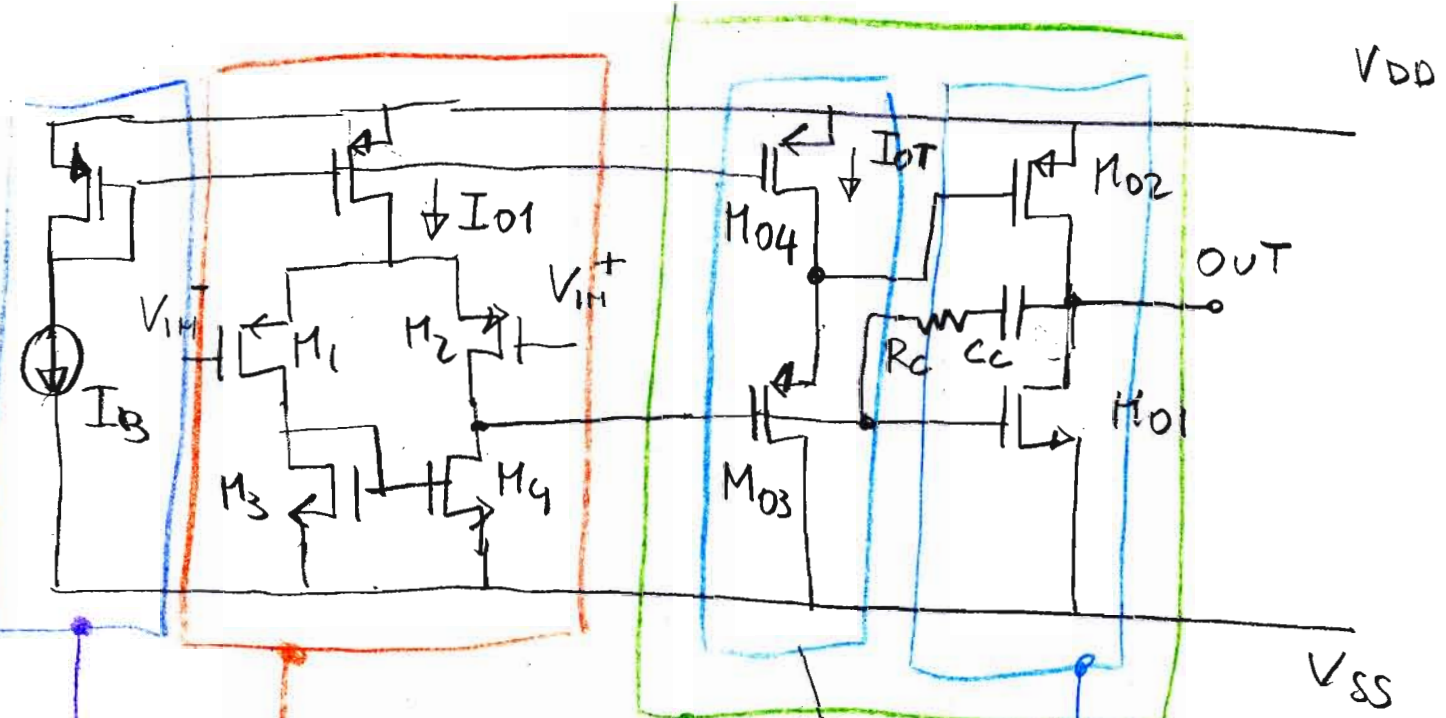 VDD
IOT
MO2
IO1
MO4
OUT
VIN-
VIN+
M1
M2
RC
CC
IB
MO1
M3
M4
MO3
VSS